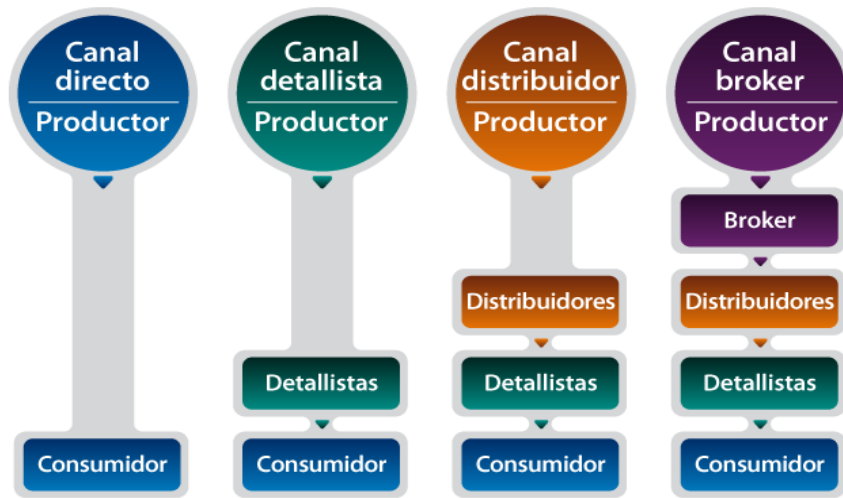 Canal
directo
Productor
Consumidor
Canal
detallista
Productor
Detallistas
Consumidor
Canal
distribuidor
Productor
Distribuidores
Detallistas
Consumidor
Canal
broker
Productor
Broker
Distribuidores
Detallistas
Consumidor